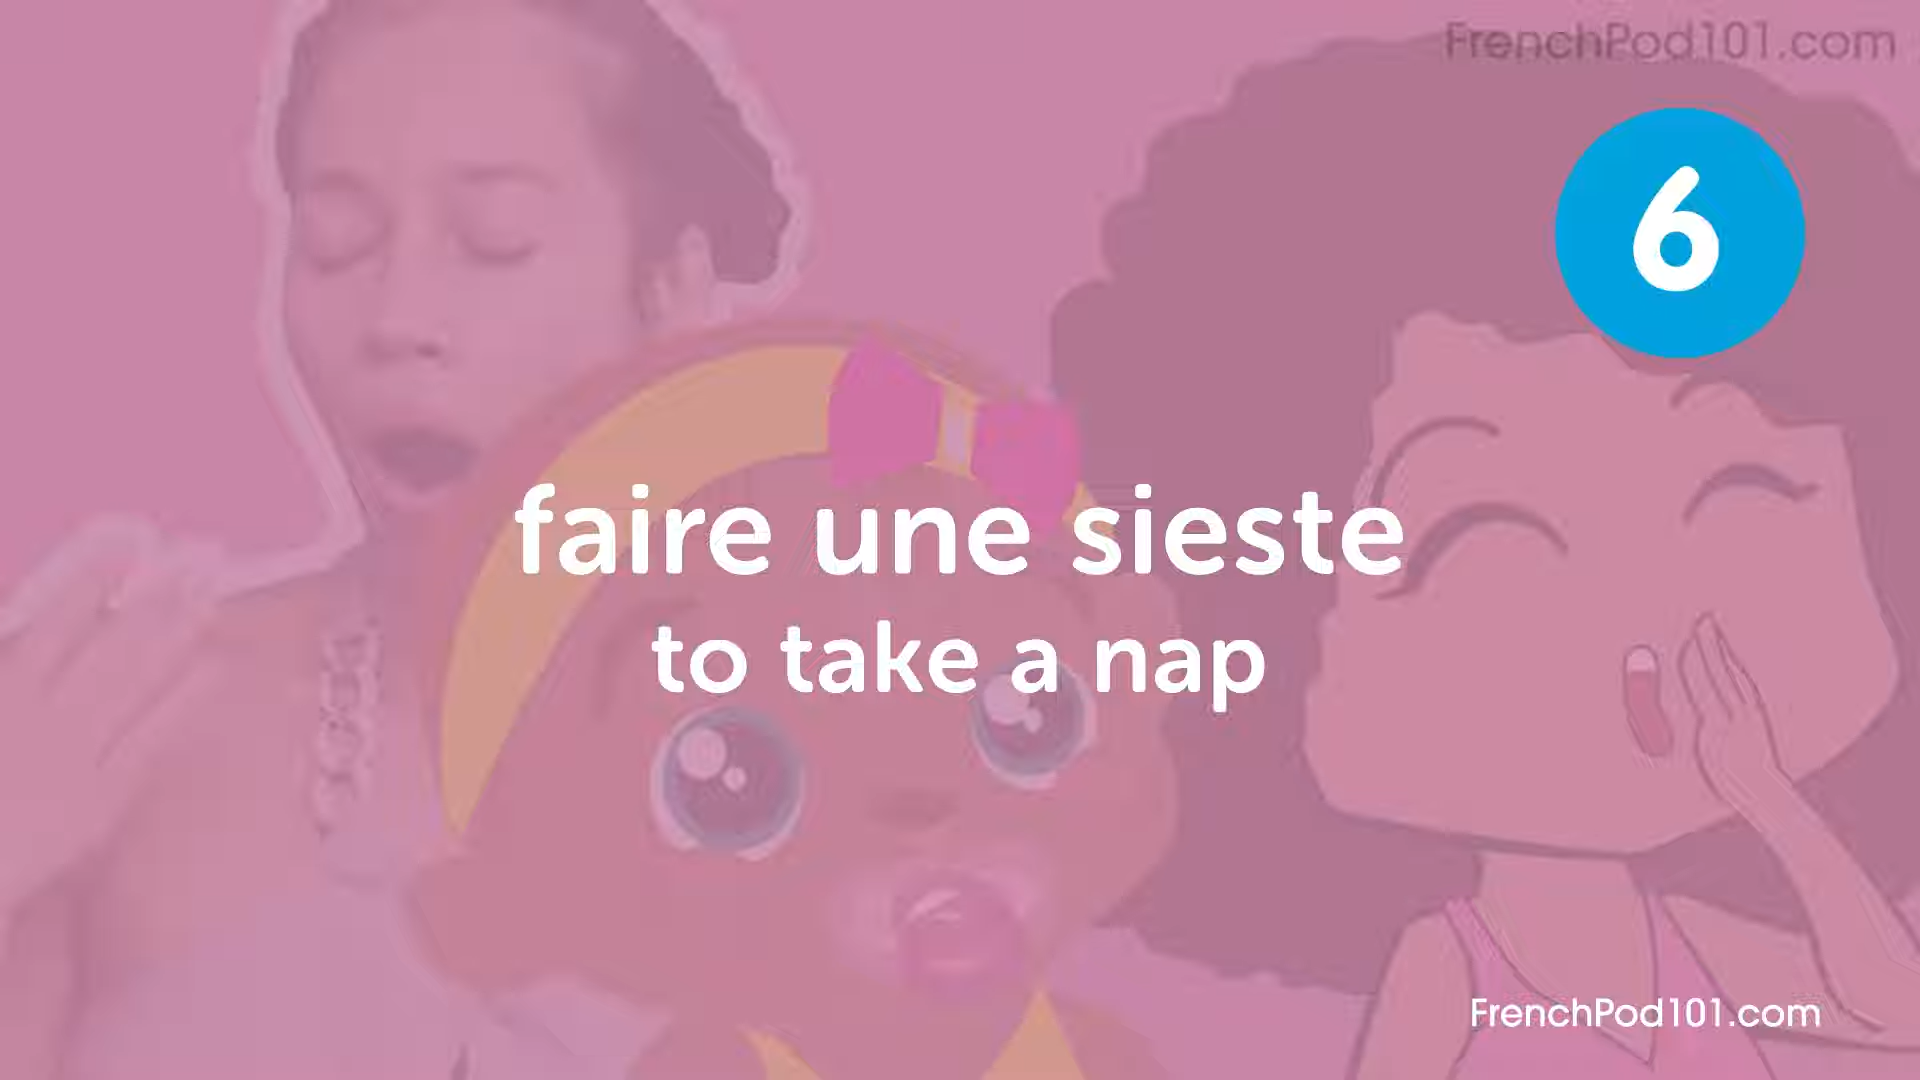 FrenchPod101.com
6
faire une sieste
to take a nap
FrenchPod101.com